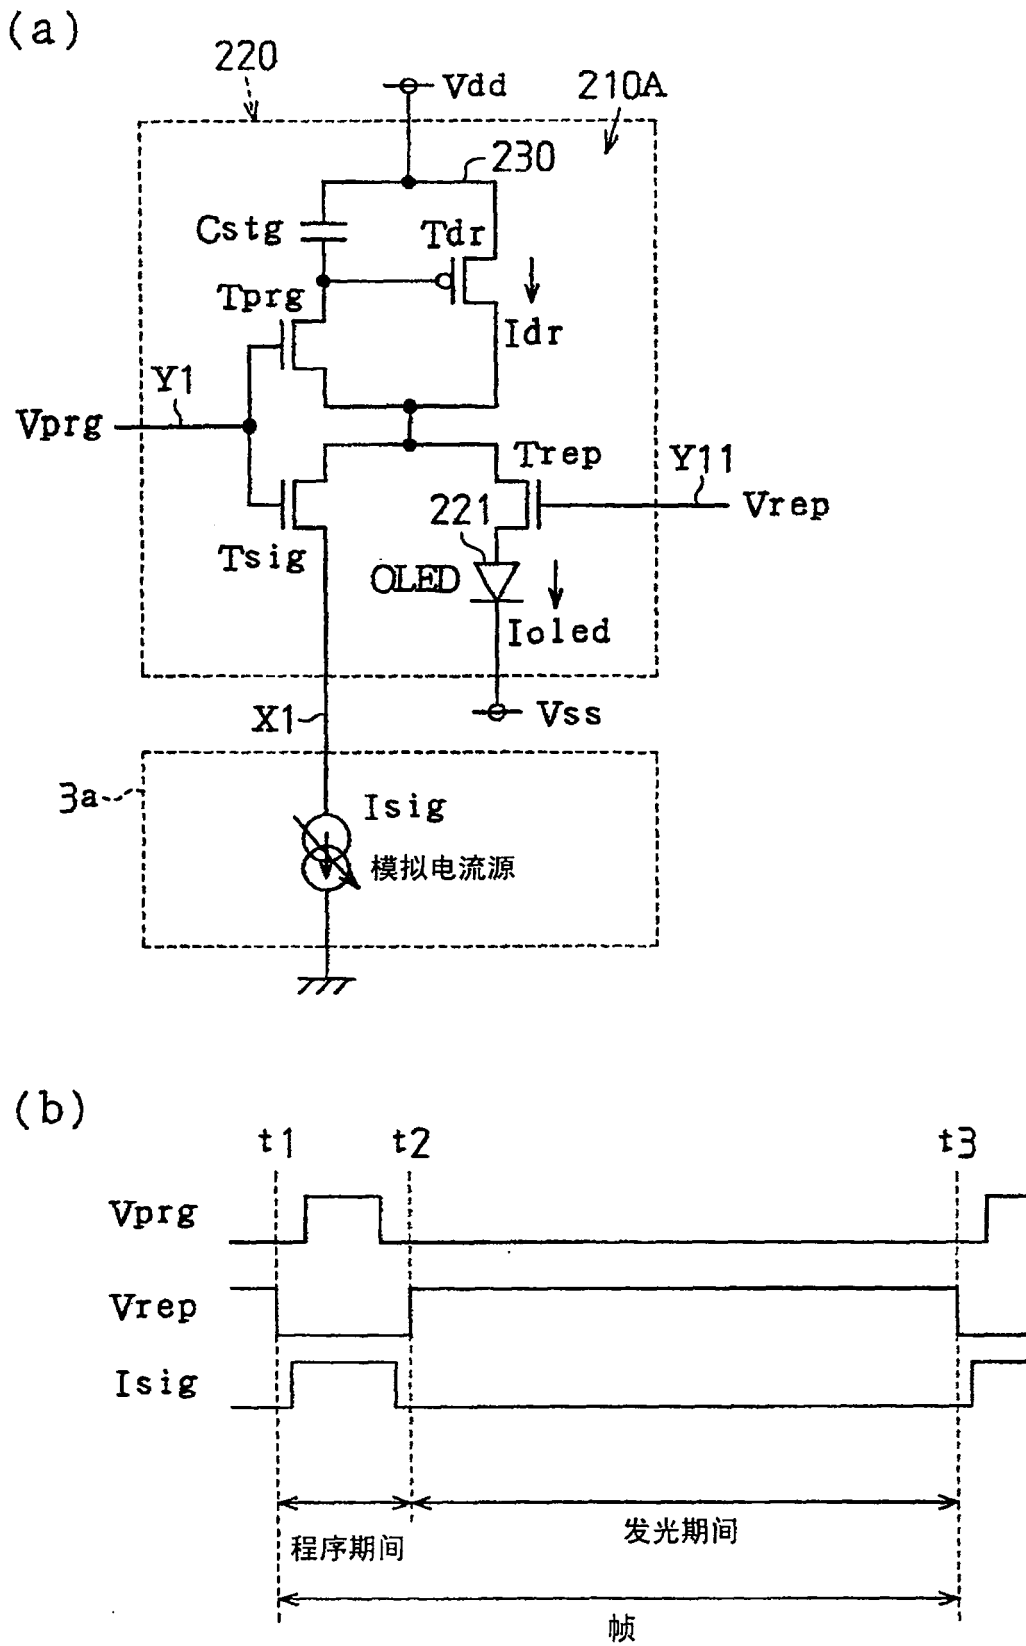 (a)
220
Vdd
210A
230
Cstg
Tdr
Tprg
Idr
Y1
Vprg
Trep
Y11
221
Vrep
Tsig
OLED
Ioled
X1
Vss
3a
Isig
模拟电流源
(b)
t1 t2 t3
Vprg
Vrep
Isig
程序期间 发光期间
帧